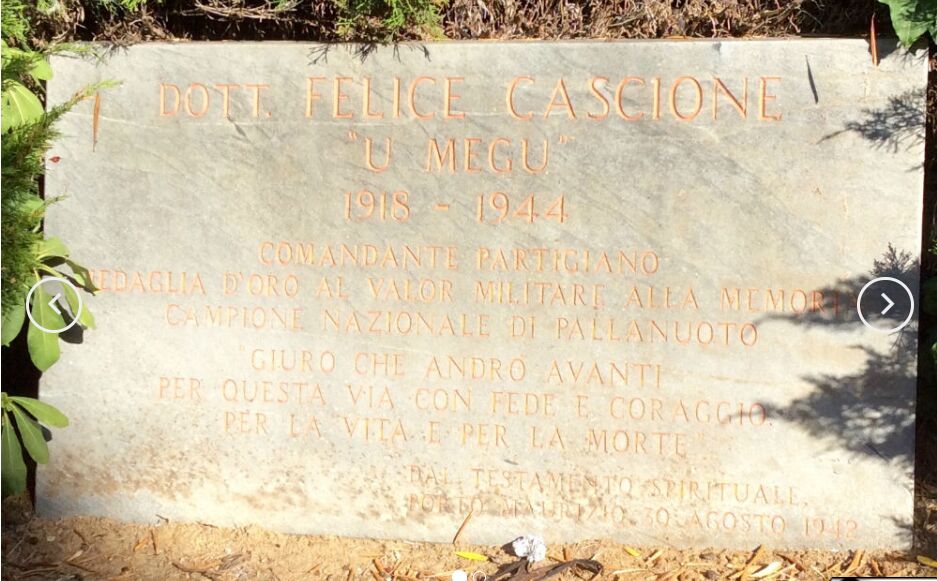 DOTT. FELICE CASCIONE
"U MEGU"
1918 - 1944
COMANDANTE PARTIGIANO
MEDAGLIA D'ORO AL VALOR MILITARE ALLA MEMORIA
CAMPIONE NAZIONALE DI PALLANUOTO
"GIURO CHE ANDRÒ AVANTI
PER QUESTA VIA CON FEDE E CORAGGIO.
PER LA VITA E PER LA MORTE"
DAL TESTAMENTO SPIRITUALE.
PORTO MAURIZIO, 30 AGOSTO 1942